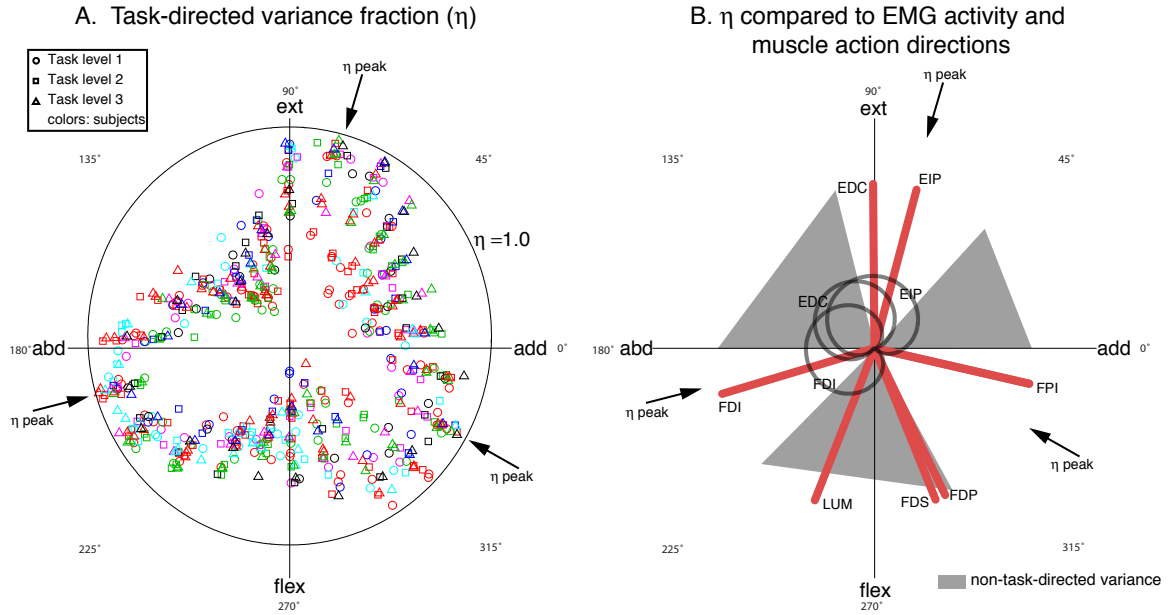 A. Task-directed variance fraction (η)
Task level 1
Task level 2
Task level 3
colors: subjects
η peak
90°
ext
135°
45°
η =1.0
180°
abd
add
0°
η peak
η peak
225°
315°
flex
270°
B. η compared to EMG activity and
muscle action directions
η peak
90°
ext
135°
45°
EDC
EIP
EDC
EIP
180°
abd
add
0°
FDI
FDI
FPI
η peak
η peak
LUM
FDS
FDP
225°
315°
flex
270°
non-task-directed variance